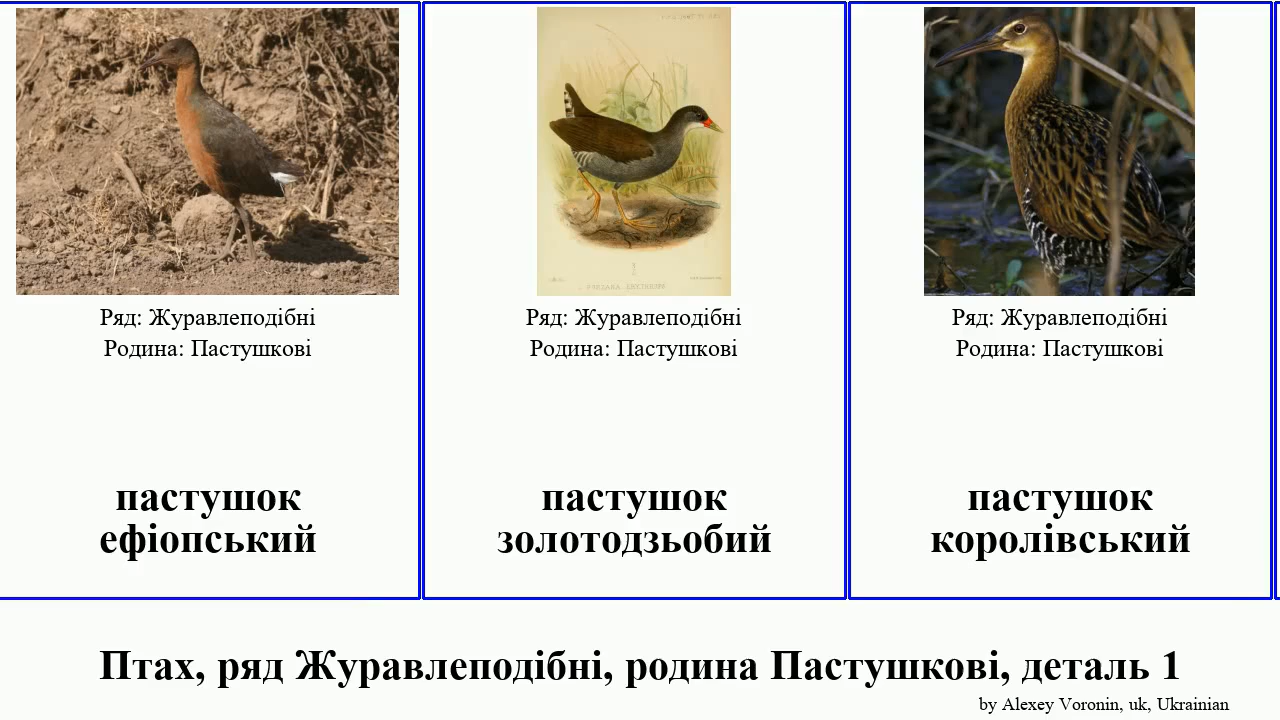 Ряд: Журавлеподібні
Родина: Пастушкові
пастушок
ефіопський
Ряд: Журавлеподібні
Родина: Пастушкові
пастушок
золотодзьобий
Ряд: Журавлеподібні
Родина: Пастушкові
пастушок
королівський
Птах, ряд Журавлеподібні, родина Пастушкові, деталь 1
by Alexey Voronin, uk, Ukrainian